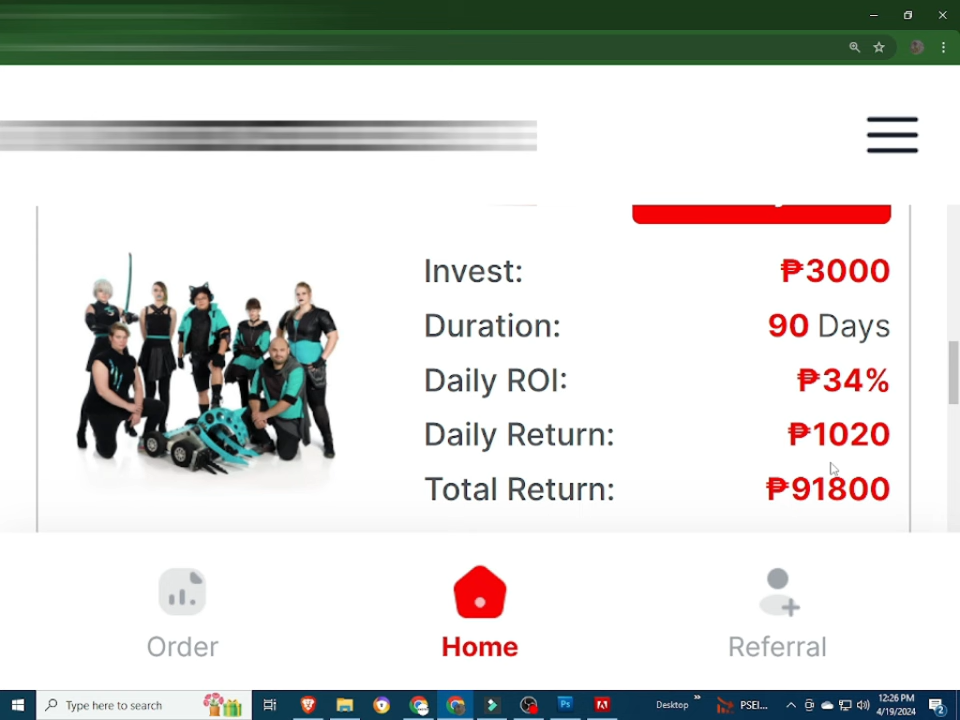 Invest: ₱3000
Duration: 90 Days
Daily ROI: ₱34%
Daily Return: ₱1020
Total Return: ₱91800
Order
Home
Referral
Type here to search
Desktop
PSEI...
12:26 PM
4/19/2024
2